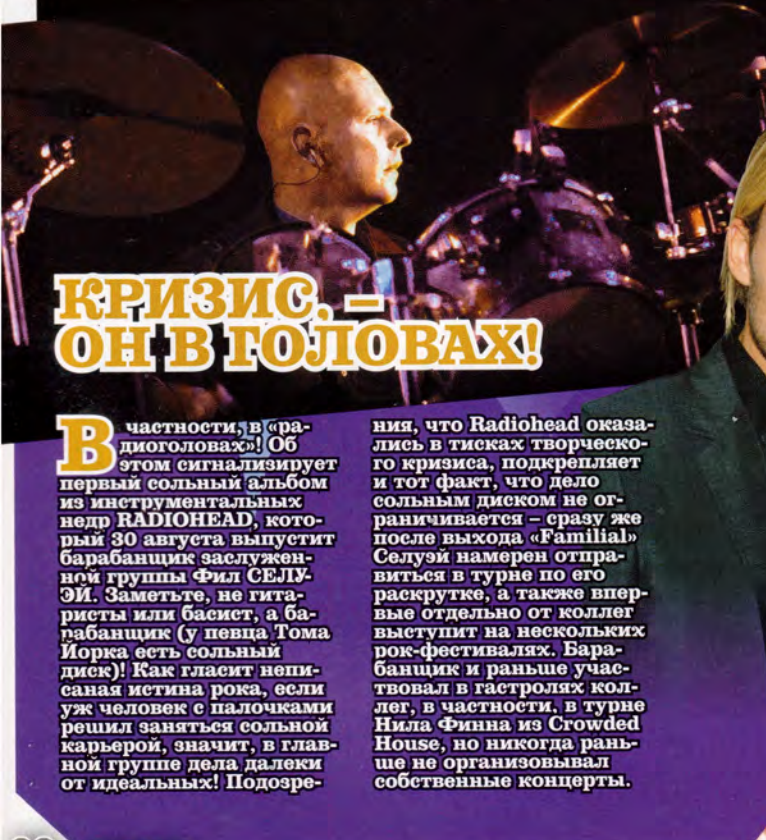 КРИЗИС, –
ОН В ГОЛОВАХ!
В частности, в «ра-
диоголовах»! Об
этом сигнализирует
первый сольный альбом
из инструментальных
недр RADIOHEAD, кото-
рый 30 августа выпустит
барабанщик заслужен-
ной группы Фил СЕЛУ-
ЭЙ. Заметьте, не гита-
ристы или басист, а ба-
рабанщик (у певца Тома
Йорка есть сольный
диск)! Как гласит непи-
саная истина рока, если
уж человек с палочками
решил заняться сольной
карьерой, значит, в глав-
ной группе дела далеки
от идеальных! Подозре-
ния, что Radiohead оказа-
лись в тисках творческо-
го кризиса, подкрепляет
и тот факт, что дело
сольным диском не ог-
раничивается – сразу же
после выхода «Familial»
Селуэй намерен отпра-
виться в турне по его
раскрутке, а также впер-
вые отдельно от коллег
выступит на нескольких
рок-фестивалях. Бара-
банщик и раньше учас-
твовал в гастролях кол-
лег, в частности, в турне
Нила Финна из Crowded
House, но никогда рань-
ше не организовывал
собственные концерты.